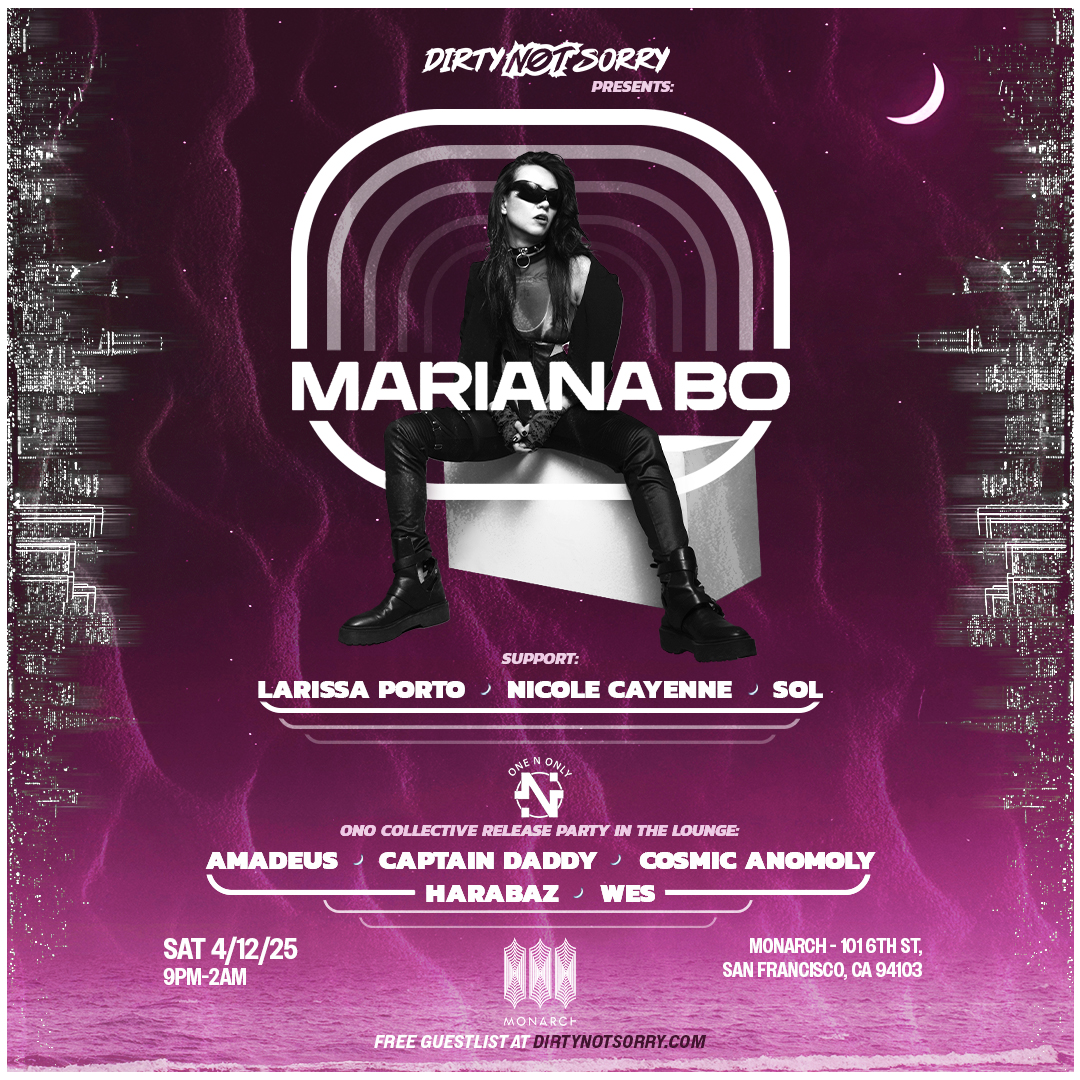 DIRTY NOT SORRY
PRESENTS:
MARIANA BO
SUPPORT:
LARISSA PORTO NICOLE CAYENNE SOL
ONE N ONLY
N
ONO COLLECTIVE RELEASE PARTY IN THE LOUNGE:
AMADEUS CAPTAIN DADDY COSMIC ANOMOLY
HARABAZ WES
SAT 4/12/25
9PM-2AM
MONARCH - 101 6TH ST,
SAN FRANCISCO, CA 94103
MONARCH
FREE GUESTLIST AT DIRTYNOTSORRY.COM